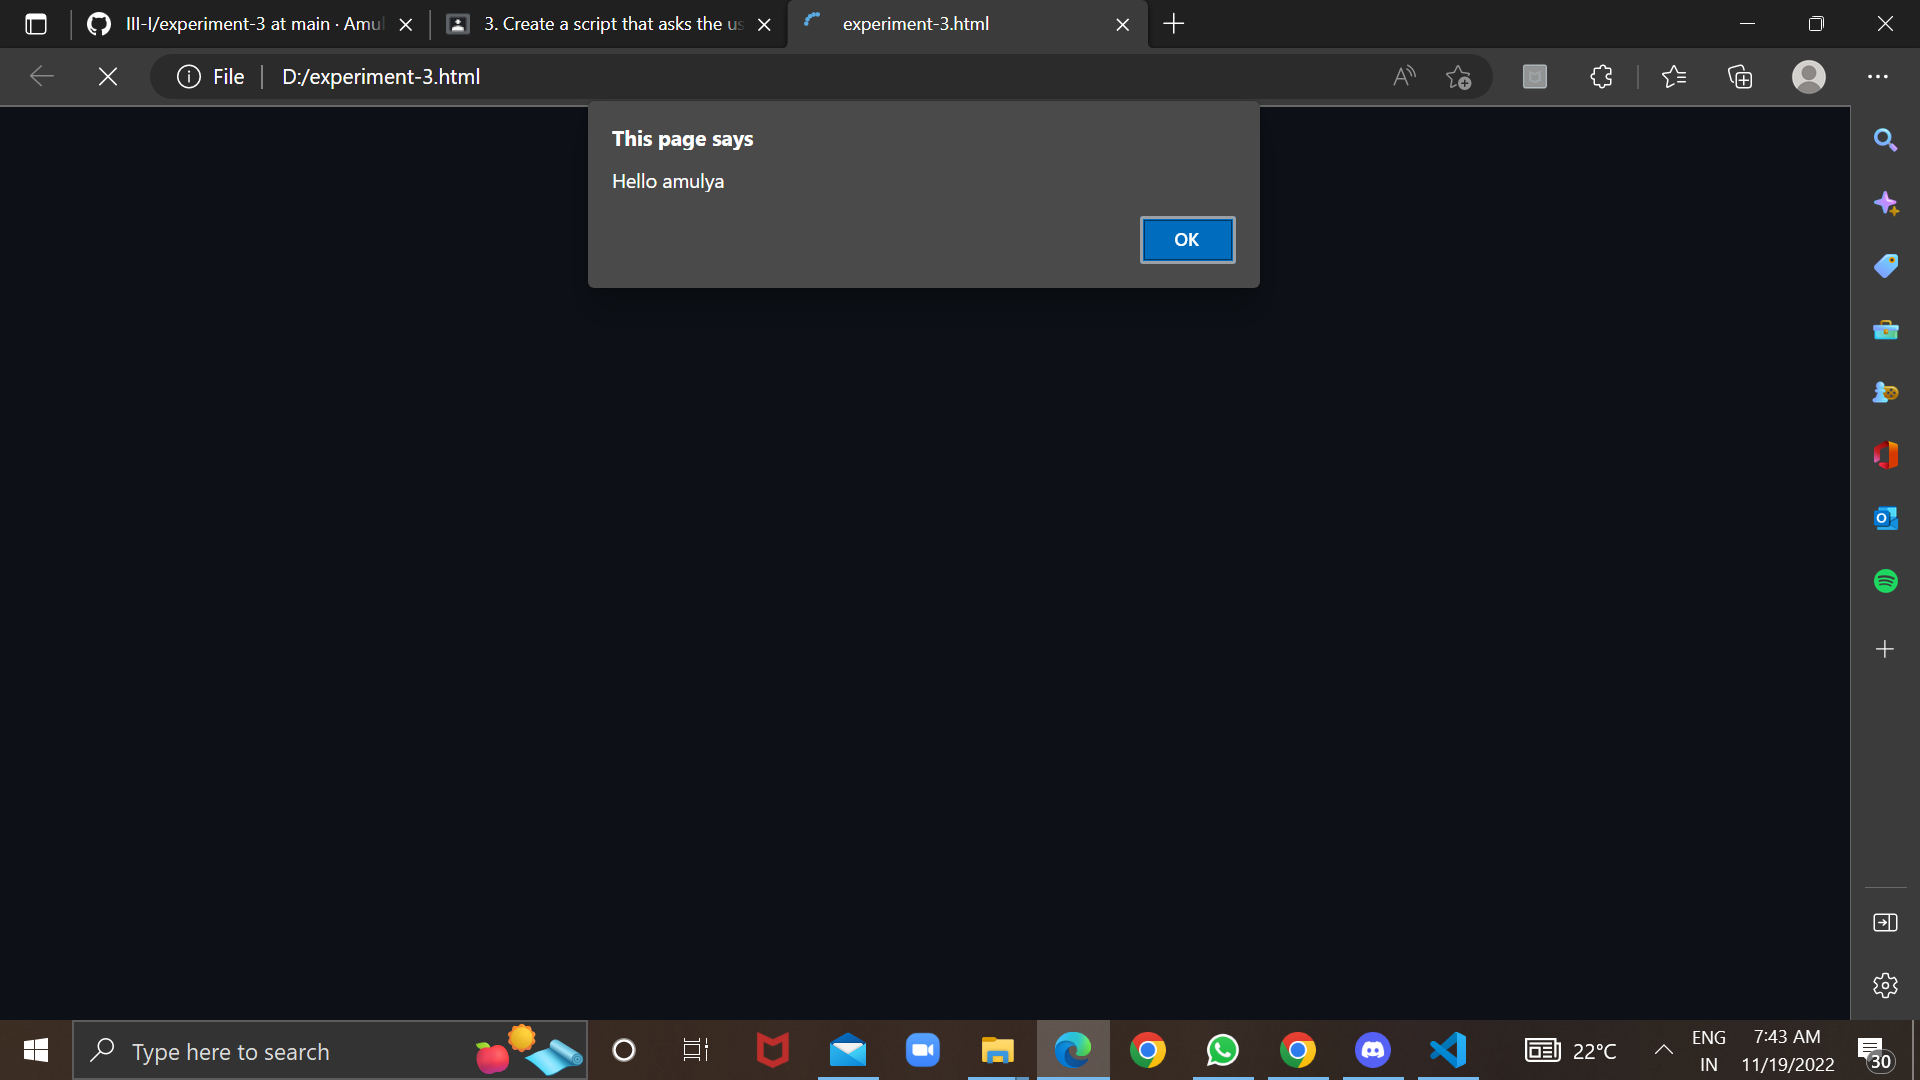 III-I/experiment-3 at main · Amul
3. Create a script that asks the us
experiment-3.html
File
D:/experiment-3.html
This page says
Hello amulya
OK
Type here to search
22°C
ENG
IN
7:43 AM
11/19/2022
30